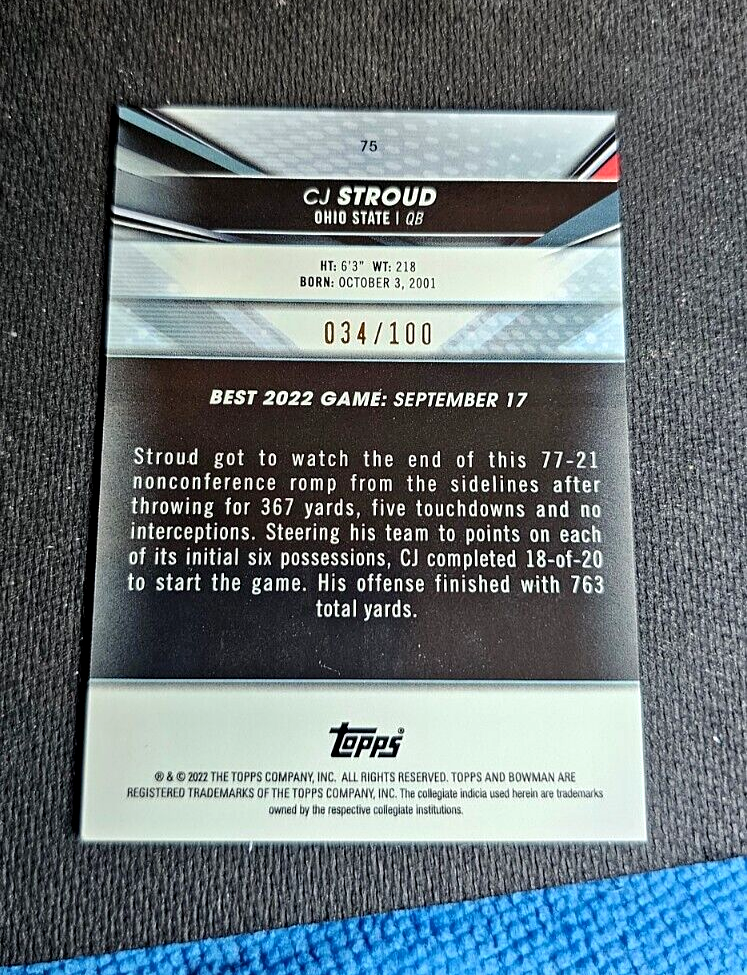 75
CJ STROUD
OHIO STATE | QB
HT: 6'3" WT: 218
BORN: OCTOBER 3, 2001
034/100
BEST 2022 GAME: SEPTEMBER 17
Stroud got to watch the end of this 77-21
nonconference romp from the sidelines after
throwing for 367 yards, five touchdowns and no
interceptions. Steering his team to points on each
of its initial six possessions, CJ completed 18-of-20
to start the game. His offense finished with 763
total yards.
topps®
® & © 2022 THE TOPPS COMPANY, INC. ALL RIGHTS RESERVED. TOPPS AND BOWMAN ARE
REGISTERED TRADEMARKS OF THE TOPPS COMPANY, INC. The collegiate indicia used herein are trademarks
owned by the respective collegiate institutions.